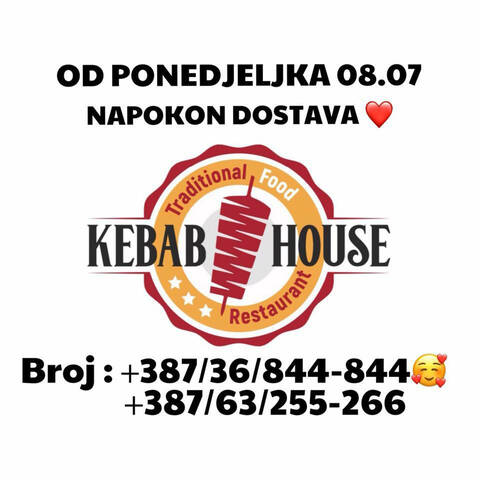 OD PONEDJELJKA 08.07
NAPOKON DOSTAVA ❤️
Traditional Food
KEBAB HOUSE
Restaurant
Broj : +387/36/844-844🥰
+387/63/255-266